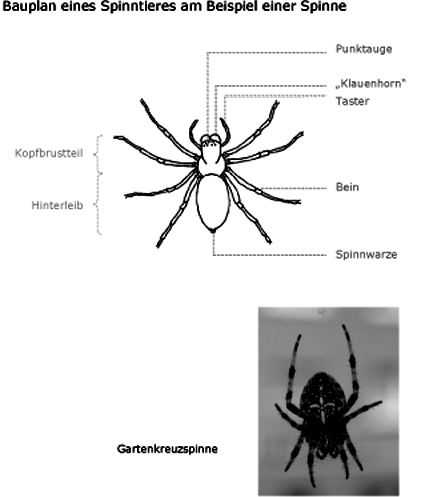 Bauplan eines Spinntieres am Beispiel einer Spinne
Punktauge
„Klauenhorn“
Taster
Kopfbrustteil
Bein
Hinterleib
Spinnwarze
Gartenkreuzspinne